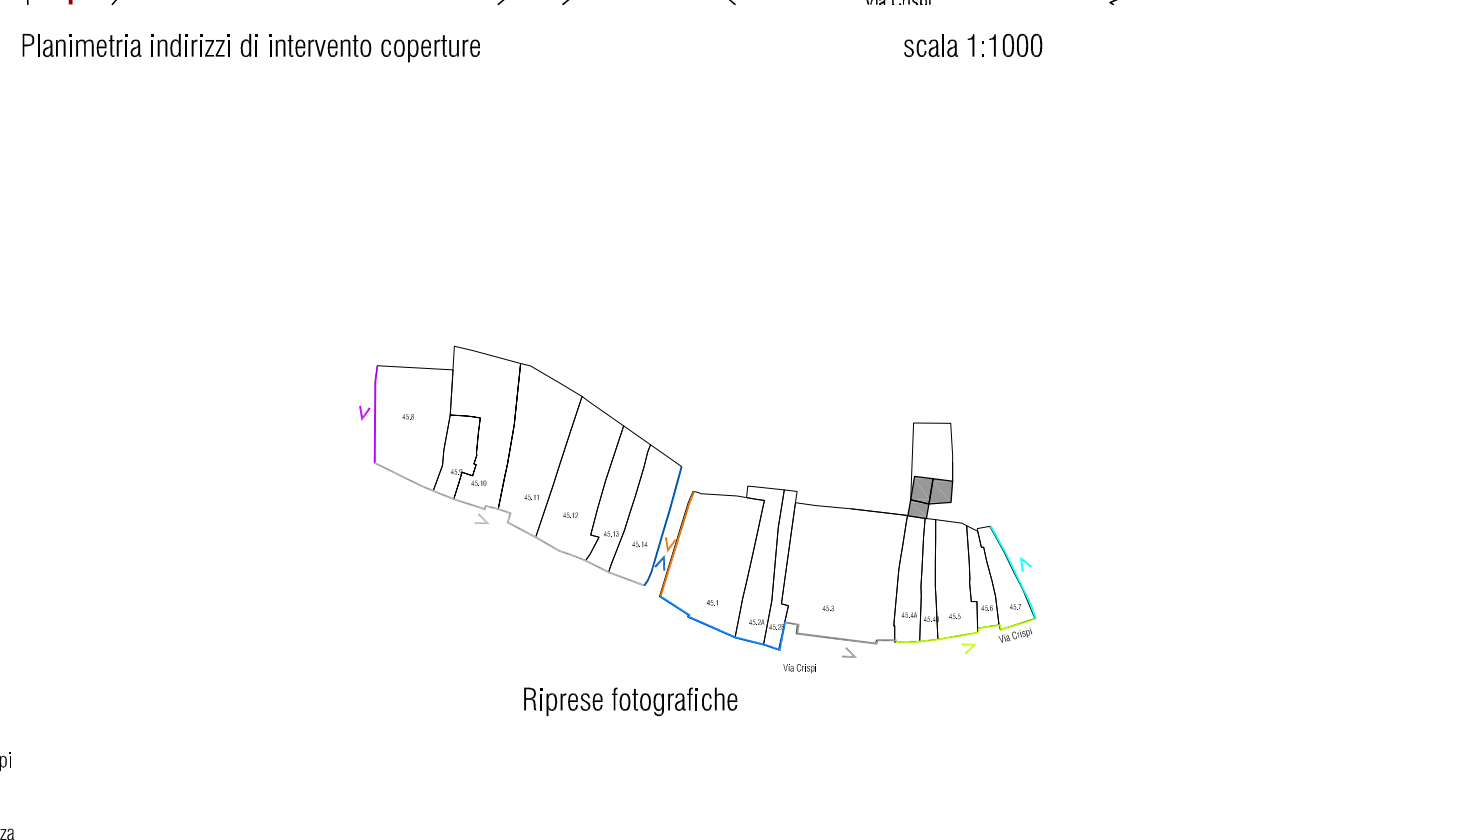 Via Crispi
Planimetria indirizzi di intervento coperture
scala 1:1000
45.8
45.9
45.10
45.11
45.12
45.13
45.14
45.1
45.2A
45.3
45.4A
45.5
45.6
45.7
Via Crispi
Via Crispi
Riprese fotografiche
pi
za